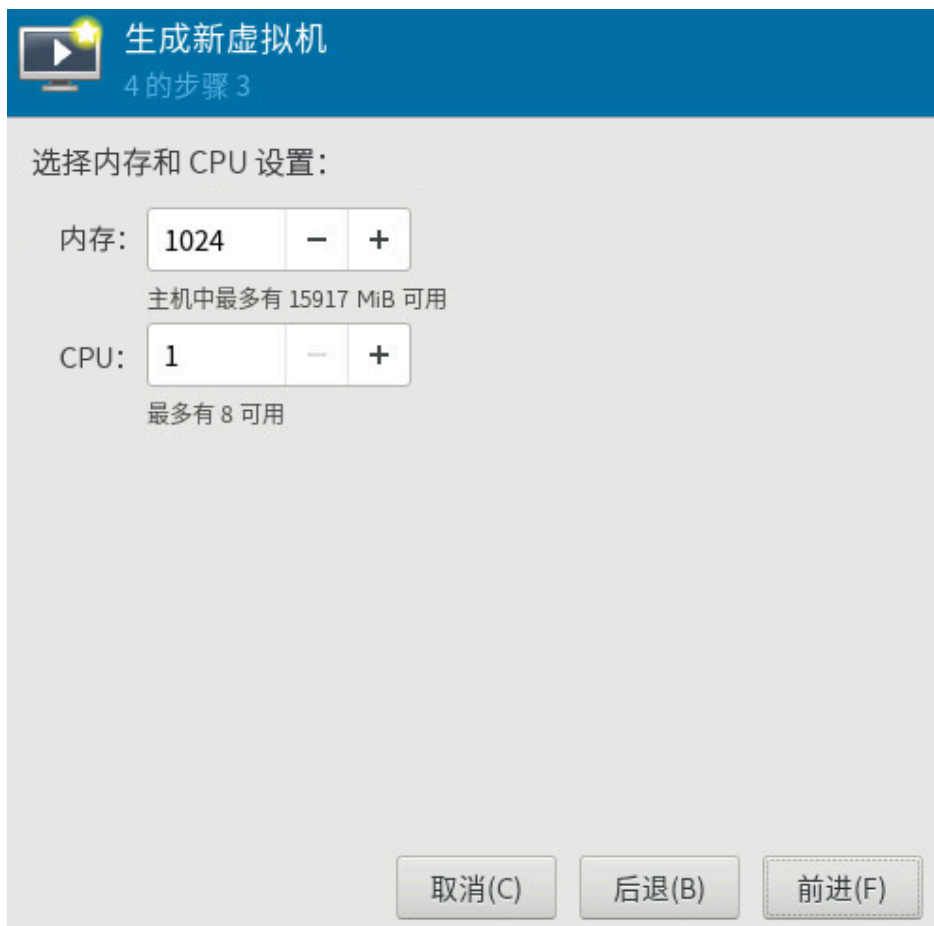 生成新虚拟机
4 的步骤 3
选择内存和 CPU 设置：
内存： 1024 − +
主机中最多有 15917 MiB 可用
CPU： 1 − +
最多有 8 可用
取消(C) 后退(B) 前进(F)